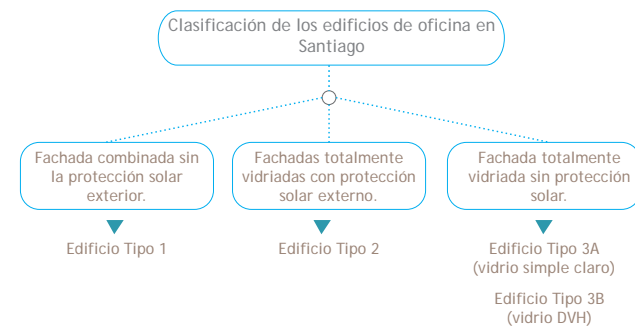 Clasificación de los edificios de oficina en
Santiago
Fachada combinada sin
la protección solar
exterior.
Edificio Tipo 1
Fachadas totalmente
vidriadas con protección
solar externo.
Edificio Tipo 2
Fachada totalmente
vidriada sin protección
solar.
Edificio Tipo 3A
(vidrio simple claro)
Edificio Tipo 3B
(vidrio DVH)